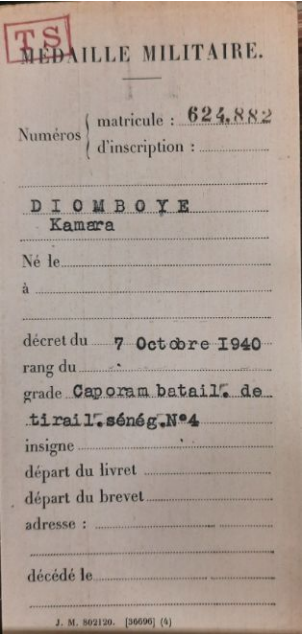 TS
MÉDAILLE MILITAIRE.
Numéros { matricule : 624.882
d'inscription :
DIOMBOYE
Kamara
Né le
à
décret du 7 Octobre I940
rang du
grade Caporam batail. de
tirail.sénég.N°4
insigne
départ du livret
départ du brevet
adresse :
décédé le
J. M. 802120. [36696] (4)